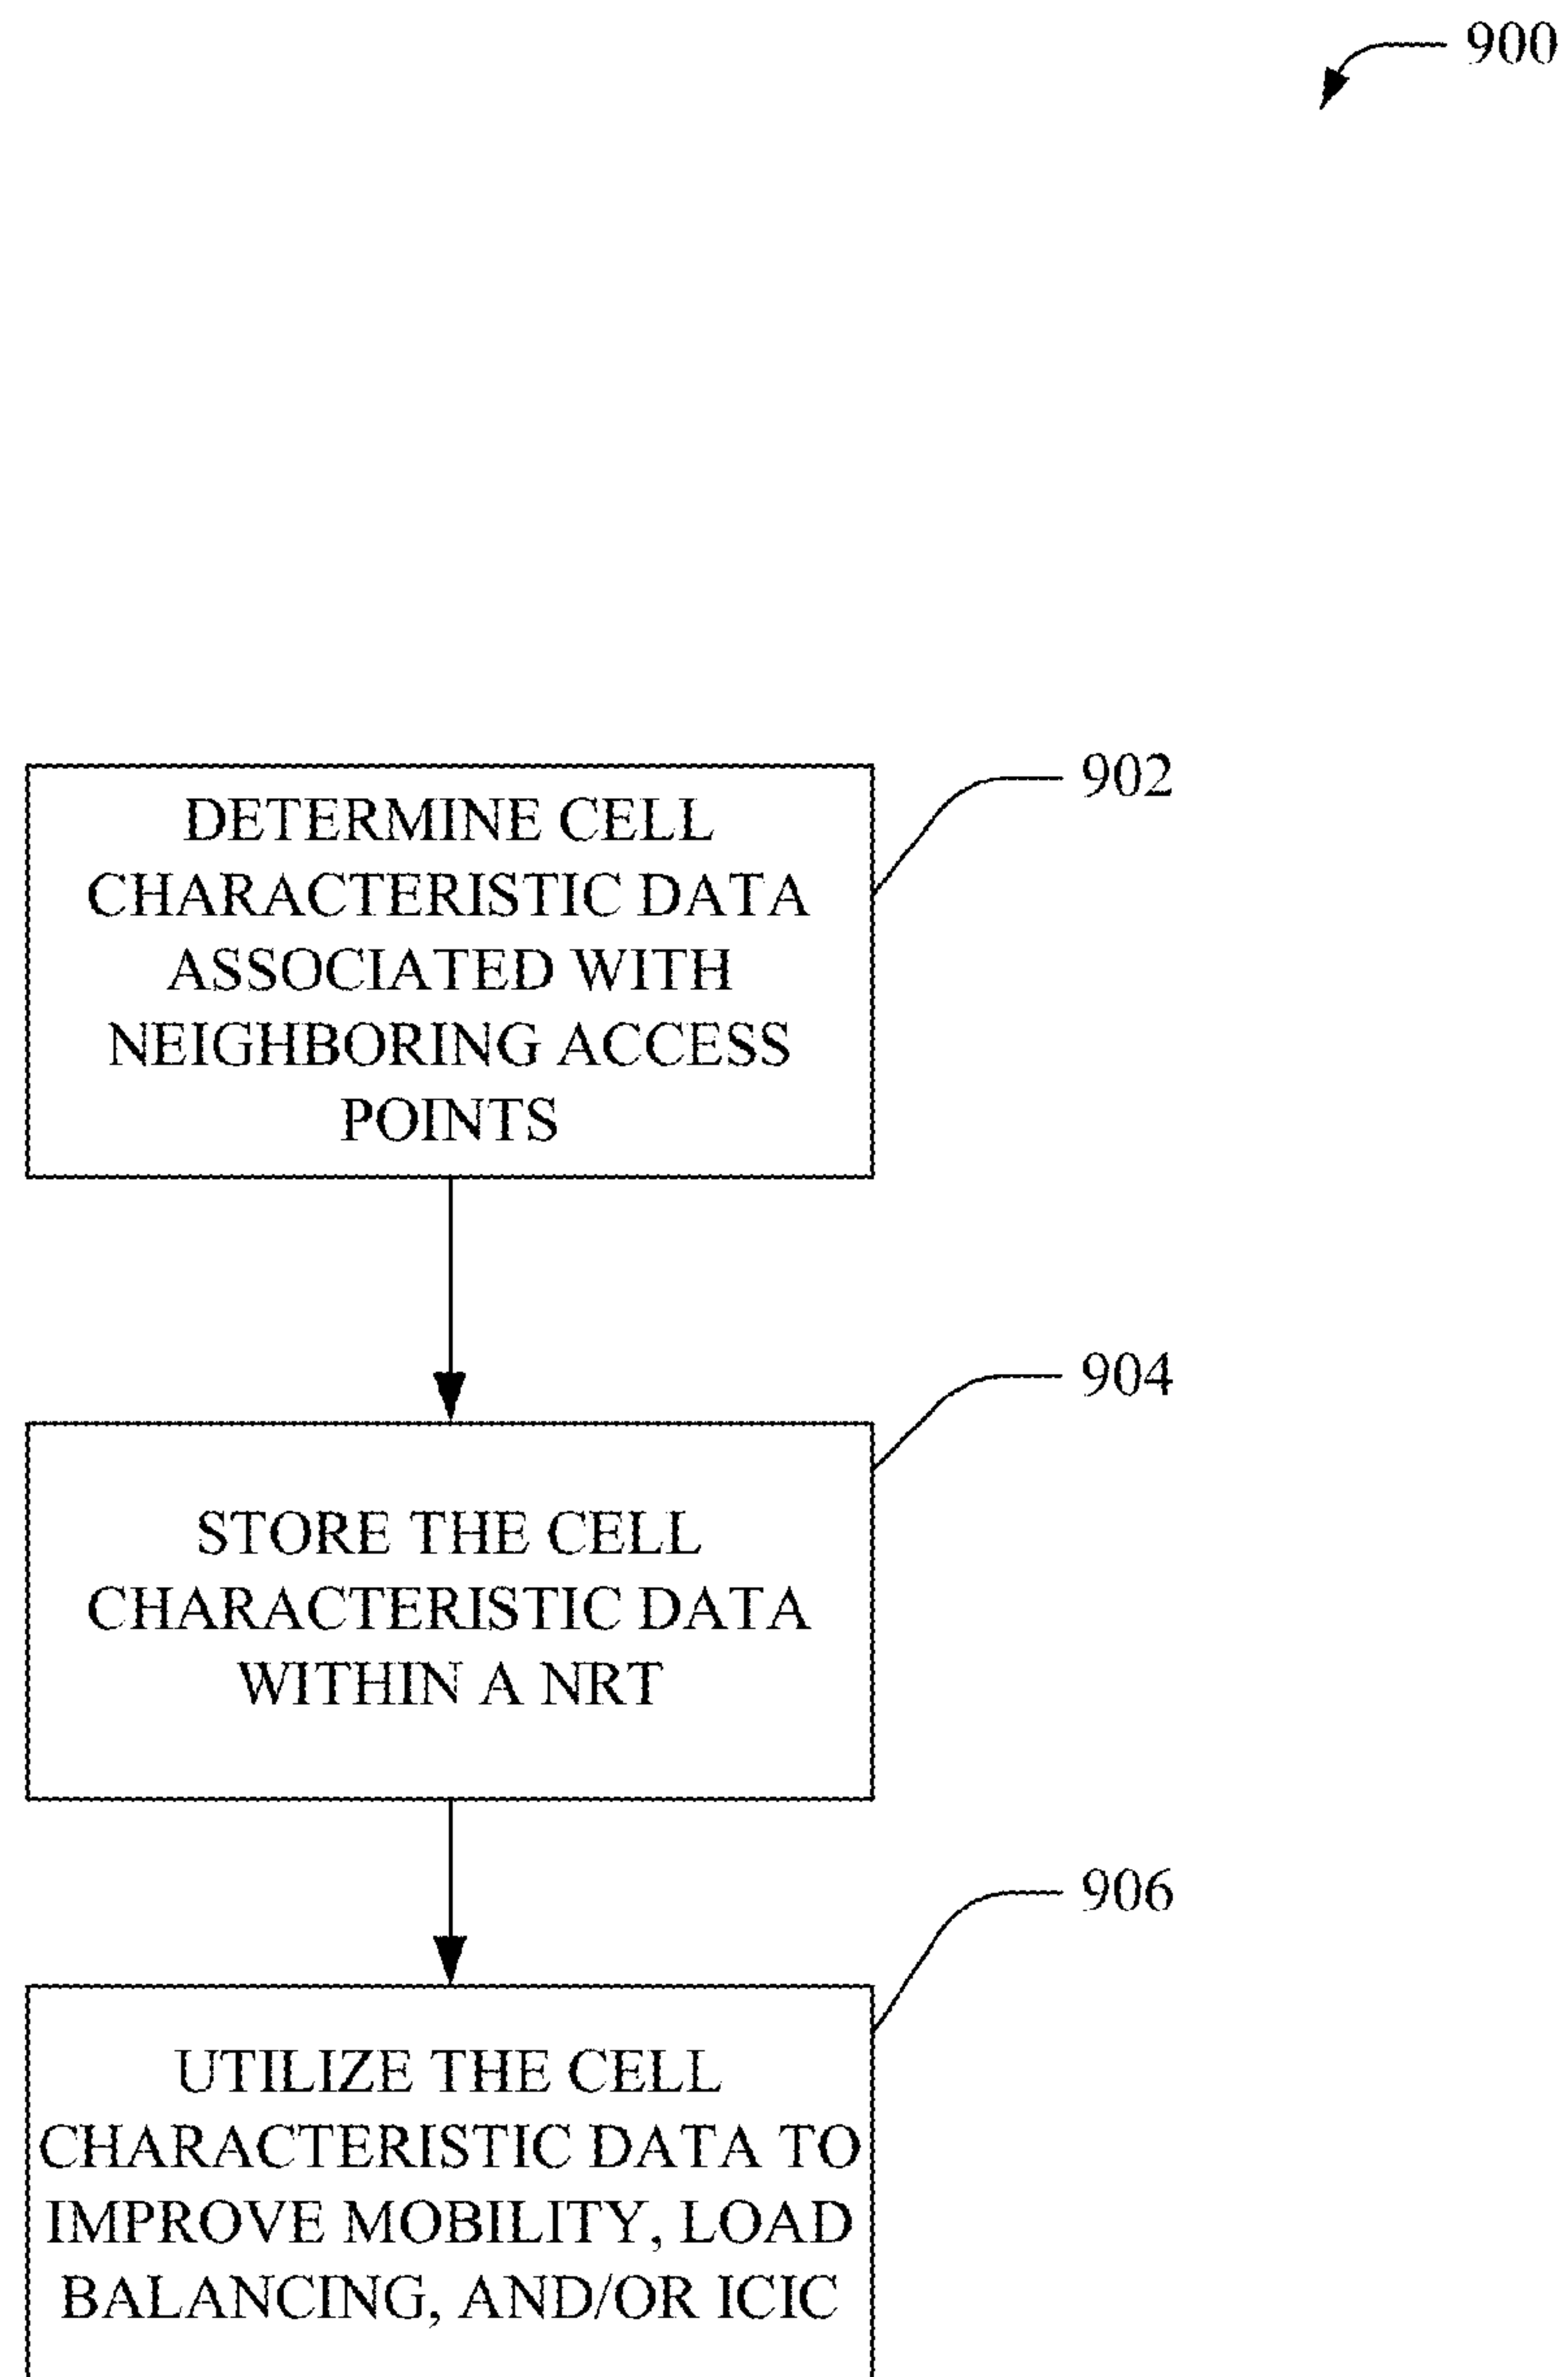 900
DETERMINE CELL
CHARACTERISTIC DATA
ASSOCIATED WITH
NEIGHBORING ACCESS
POINTS
902
STORE THE CELL
CHARACTERISTIC DATA
WITHIN A NRT
904
UTILIZE THE CELL
CHARACTERISTIC DATA TO
IMPROVE MOBILITY, LOAD
BALANCING, AND/OR ICIC
906